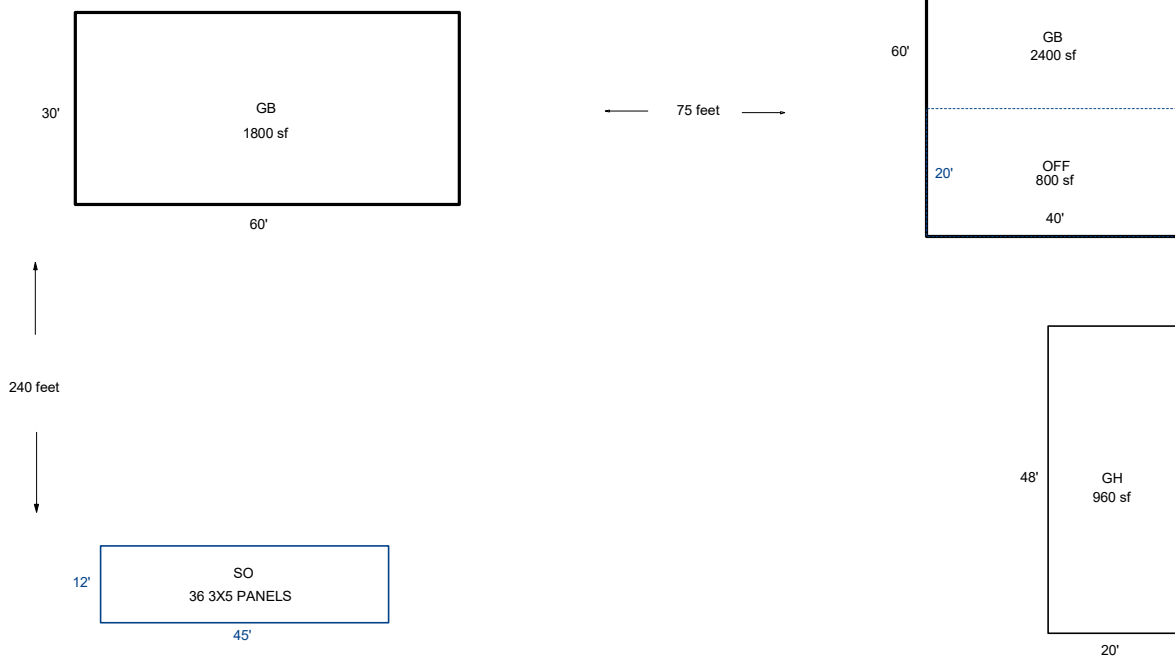 30'
GB
1800 sf
60'
75 feet
60'
GB
2400 sf
20'
OFF
800 sf
40'
240 feet
12'
SO
36 3X5 PANELS
45'
48'
GH
960 sf
20'